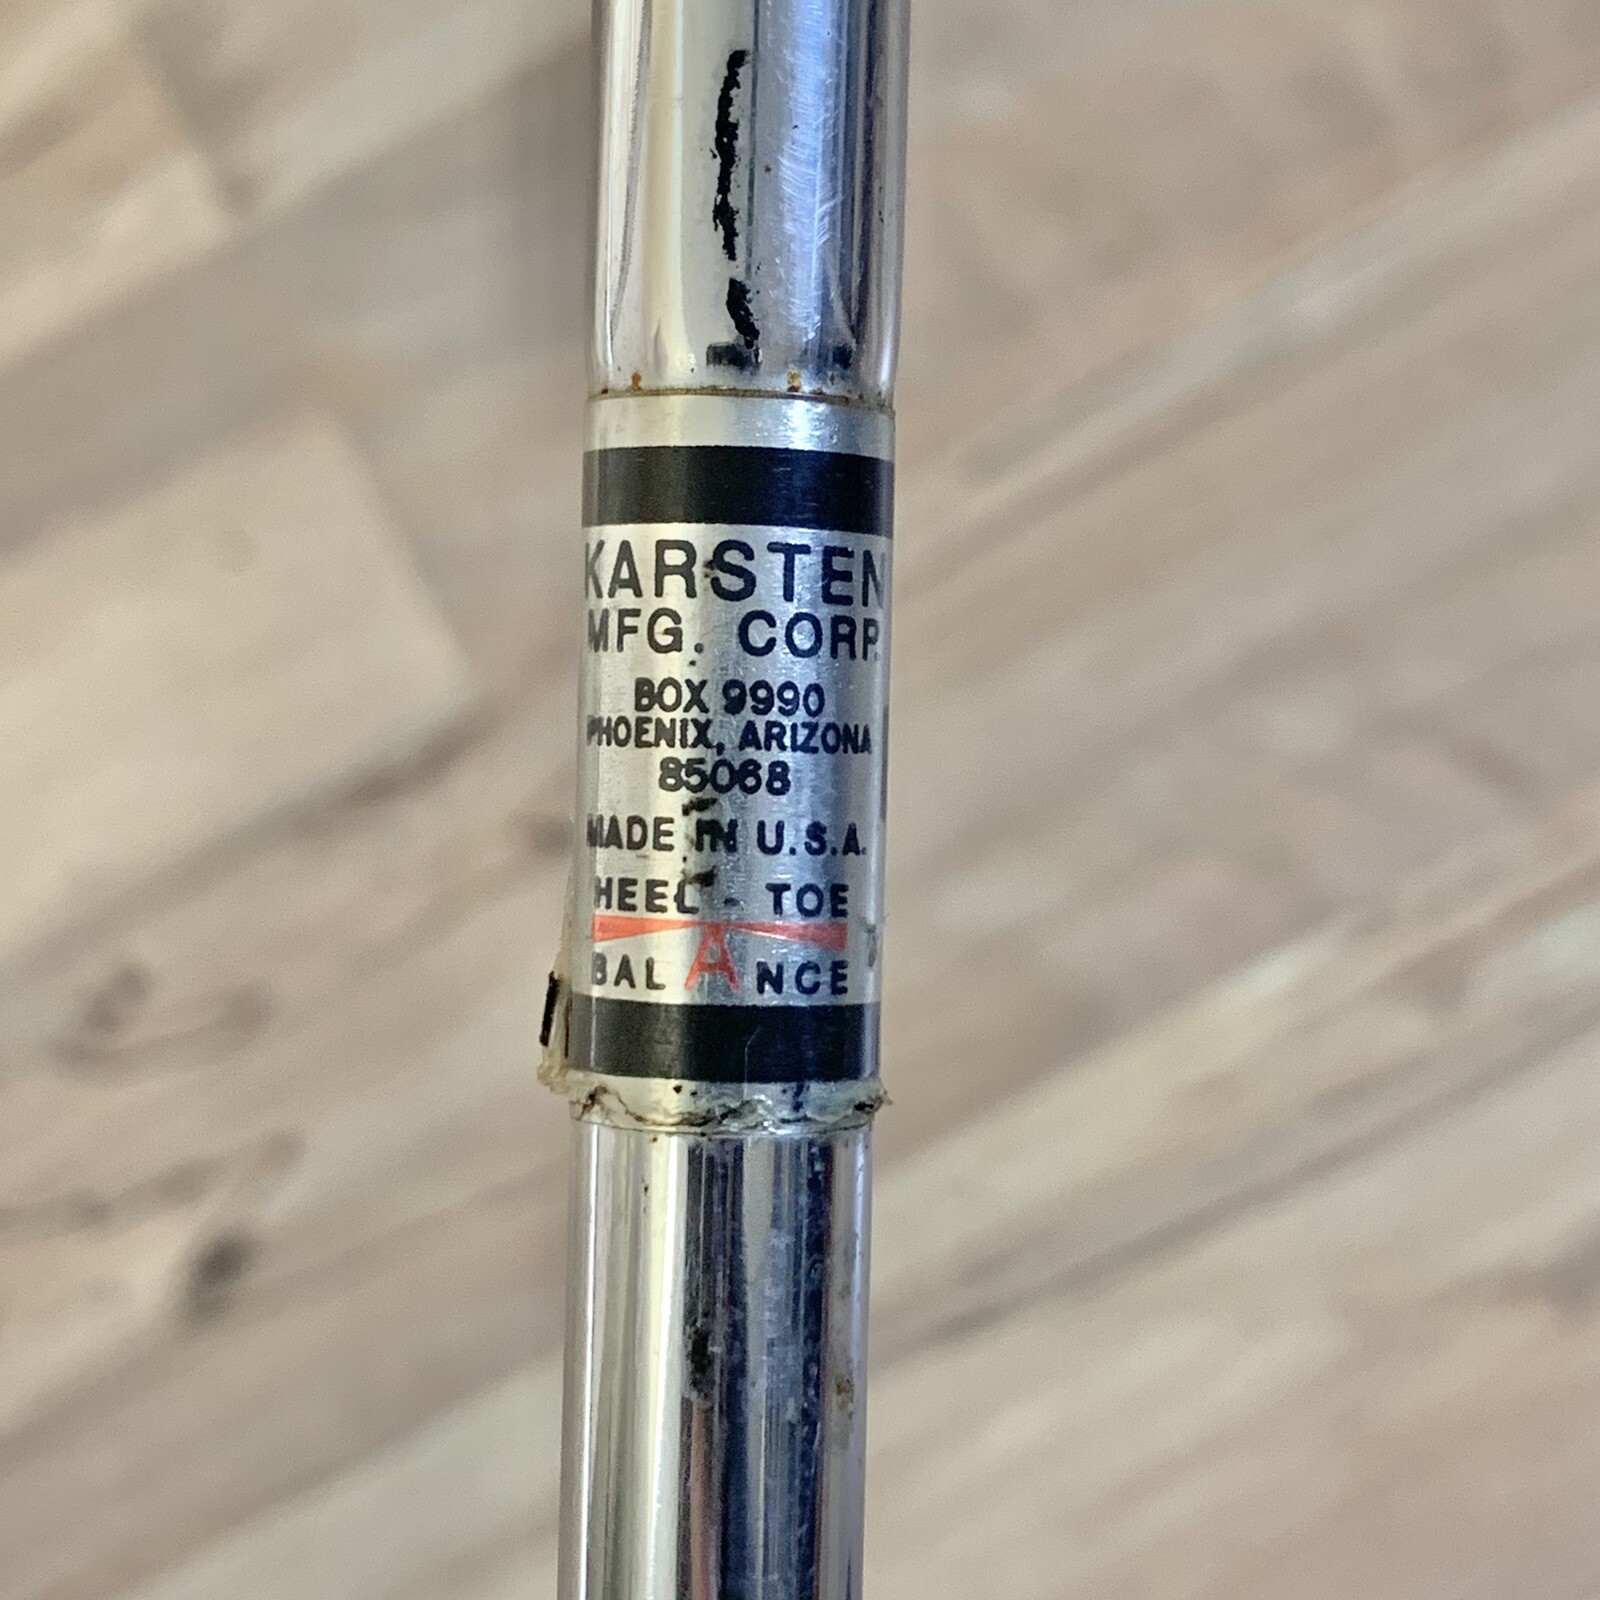 KARSTEN
MFG. CORP.
BOX 9990
PHOENIX, ARIZONA
85068
MADE IN U.S.A.
HEEL - TOE
BALANCE